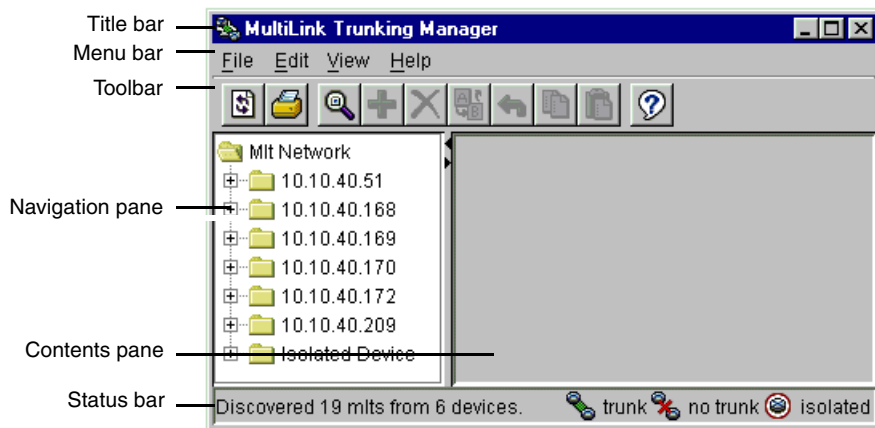 Title bar
MultiLink Trunking Manager
Menu bar
File Edit View Help
Toolbar
Mlt Network
10.10.40.51
Navigation pane
10.10.40.168
10.10.40.169
10.10.40.170
10.10.40.172
10.10.40.209
Contents pane
Isolated Device
Status bar
Discovered 19 mlts from 6 devices. trunk no trunk isolated